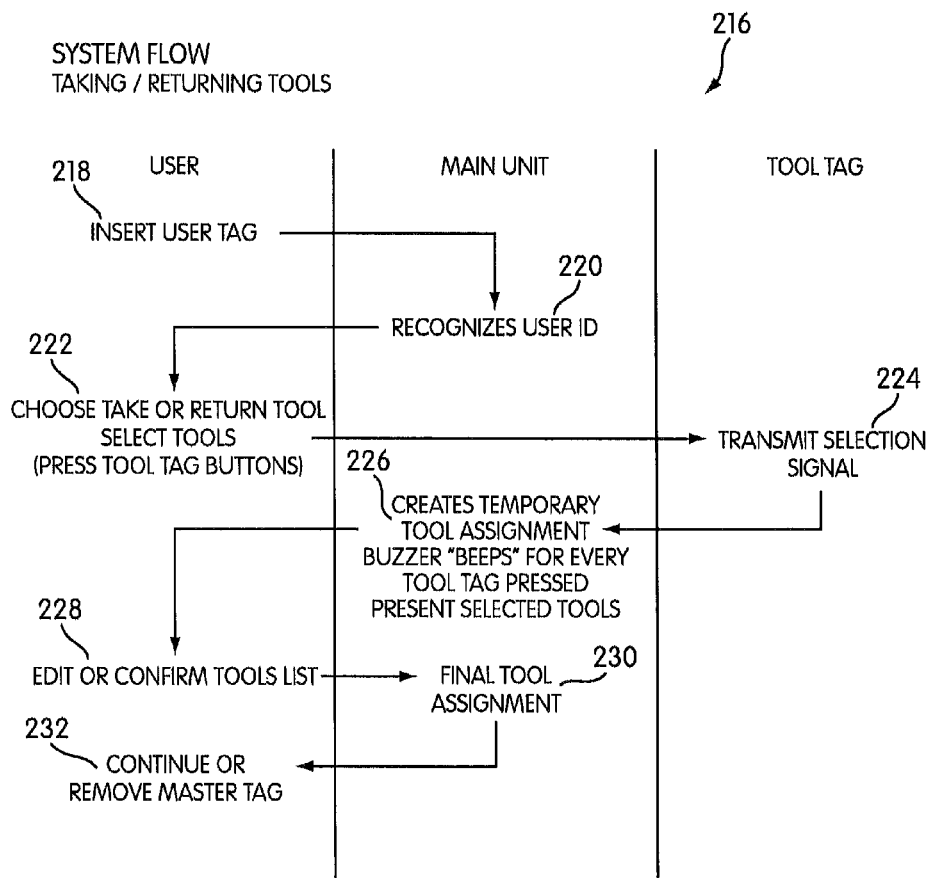 216
SYSTEM FLOW
TAKING / RETURNING TOOLS
USER
MAIN UNIT
TOOL TAG
218
INSERT USER TAG
220
RECOGNIZES USER ID
222
CHOOSE TAKE OR RETURN TOOL
SELECT TOOLS
(PRESS TOOL TAG BUTTONS)
224
TRANSMIT SELECTION
SIGNAL
226
CREATES TEMPORARY
TOOL ASSIGNMENT
BUZZER "BEEPS" FOR EVERY
TOOL TAG PRESSED
PRESENT SELECTED TOOLS
228
EDIT OR CONFIRM TOOLS LIST
230
FINAL TOOL
ASSIGNMENT
232
CONTINUE OR
REMOVE MASTER TAG